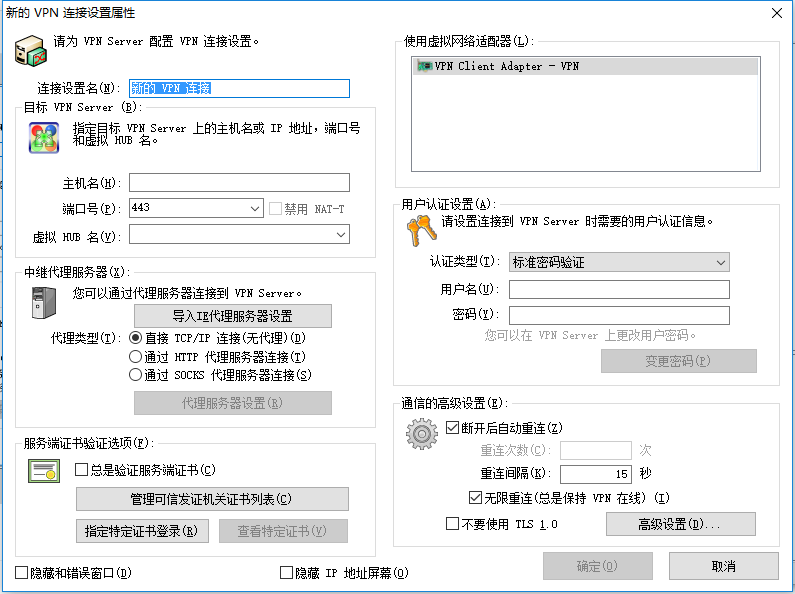 新的 VPN 连接设置属性
请为 VPN Server 配置 VPN 连接设置。
连接设置名(N):
新的 VPN 连接
目标 VPN Server (B):
指定目标 VPN Server 上的主机名或 IP 地址，端口号
和虚拟 HUB 名。
主机名(H):
端口号(P):
443
禁用 NAT-T
虚拟 HUB 名(V):
中继代理服务器(X):
您可以通过代理服务器连接到 VPN Server。
导入IE代理服务器设置
代理类型(T):
直接 TCP/IP 连接(无代理)(D)
通过 HTTP 代理服务器连接(T)
通过 SOCKS 代理服务器连接(S)
代理服务器设置(R)
服务端证书验证选项(F):
总是验证服务端证书(C)
管理可信发证机关证书列表(C)
指定特定证书登录(R)
查看特定证书(V)
隐藏和错误窗口(D)
隐藏 IP 地址屏幕(O)
使用虚拟网络适配器(L):
VPN Client Adapter - VPN
用户认证设置(A):
请设置连接到 VPN Server 时需要的用户认证信息。
认证类型(T):
标准密码验证
用户名(U):
密码(Y):
您可以在 VPN Server 上更改用户密码。
变更密码(P)
通信的高级设置(E):
断开后自动重连(Z)
重连次数(C):
次
重连间隔(K):
15 秒
无限重连(总是保持 VPN 在线) (I)
不要使用 TLS 1.0
高级设置(D)...
确定(O)
取消